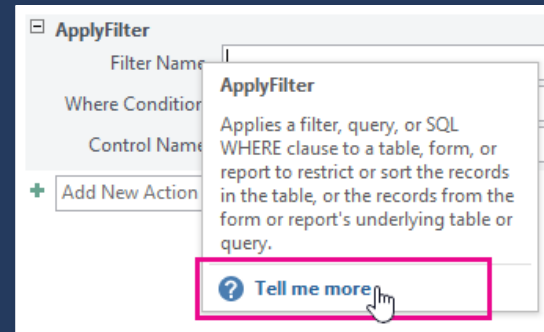 ApplyFilter
Filter Name
Where Condition
Control Name
Add New Action
ApplyFilter
Applies a filter, query, or SQL
WHERE clause to a table, form, or
report to restrict or sort the records
in the table, or the records from the
form or report's underlying table or
query.
Tell me more